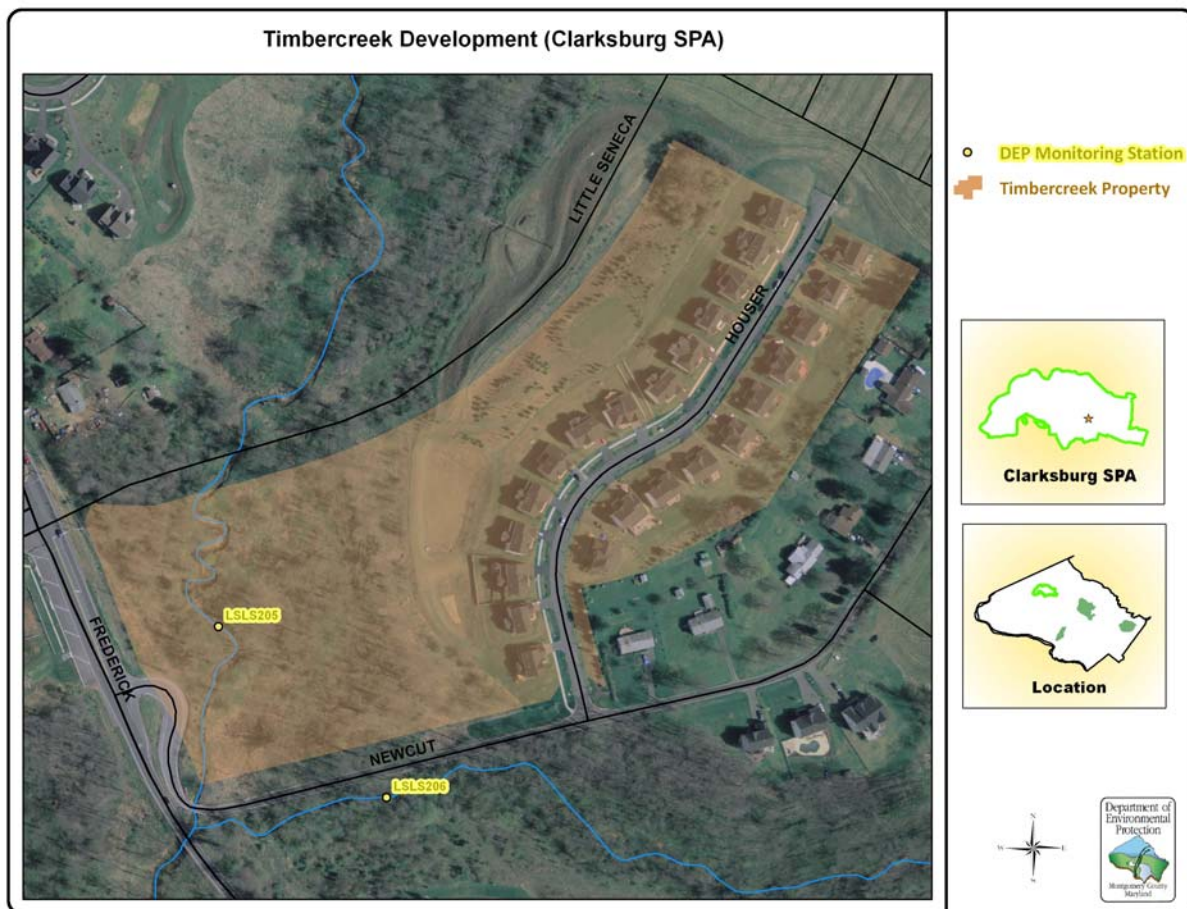 Timbercreek Development (Clarksburg SPA)
LITTLE SENECA
HOUSER
FREDERICK
LSLS205
NEWCUT
LSLS206
DEP Monitoring Station
Timbercreek Property
Clarksburg SPA
Location
N
W
E
S
Department of
Environmental
Protection
Montgomery County
Maryland